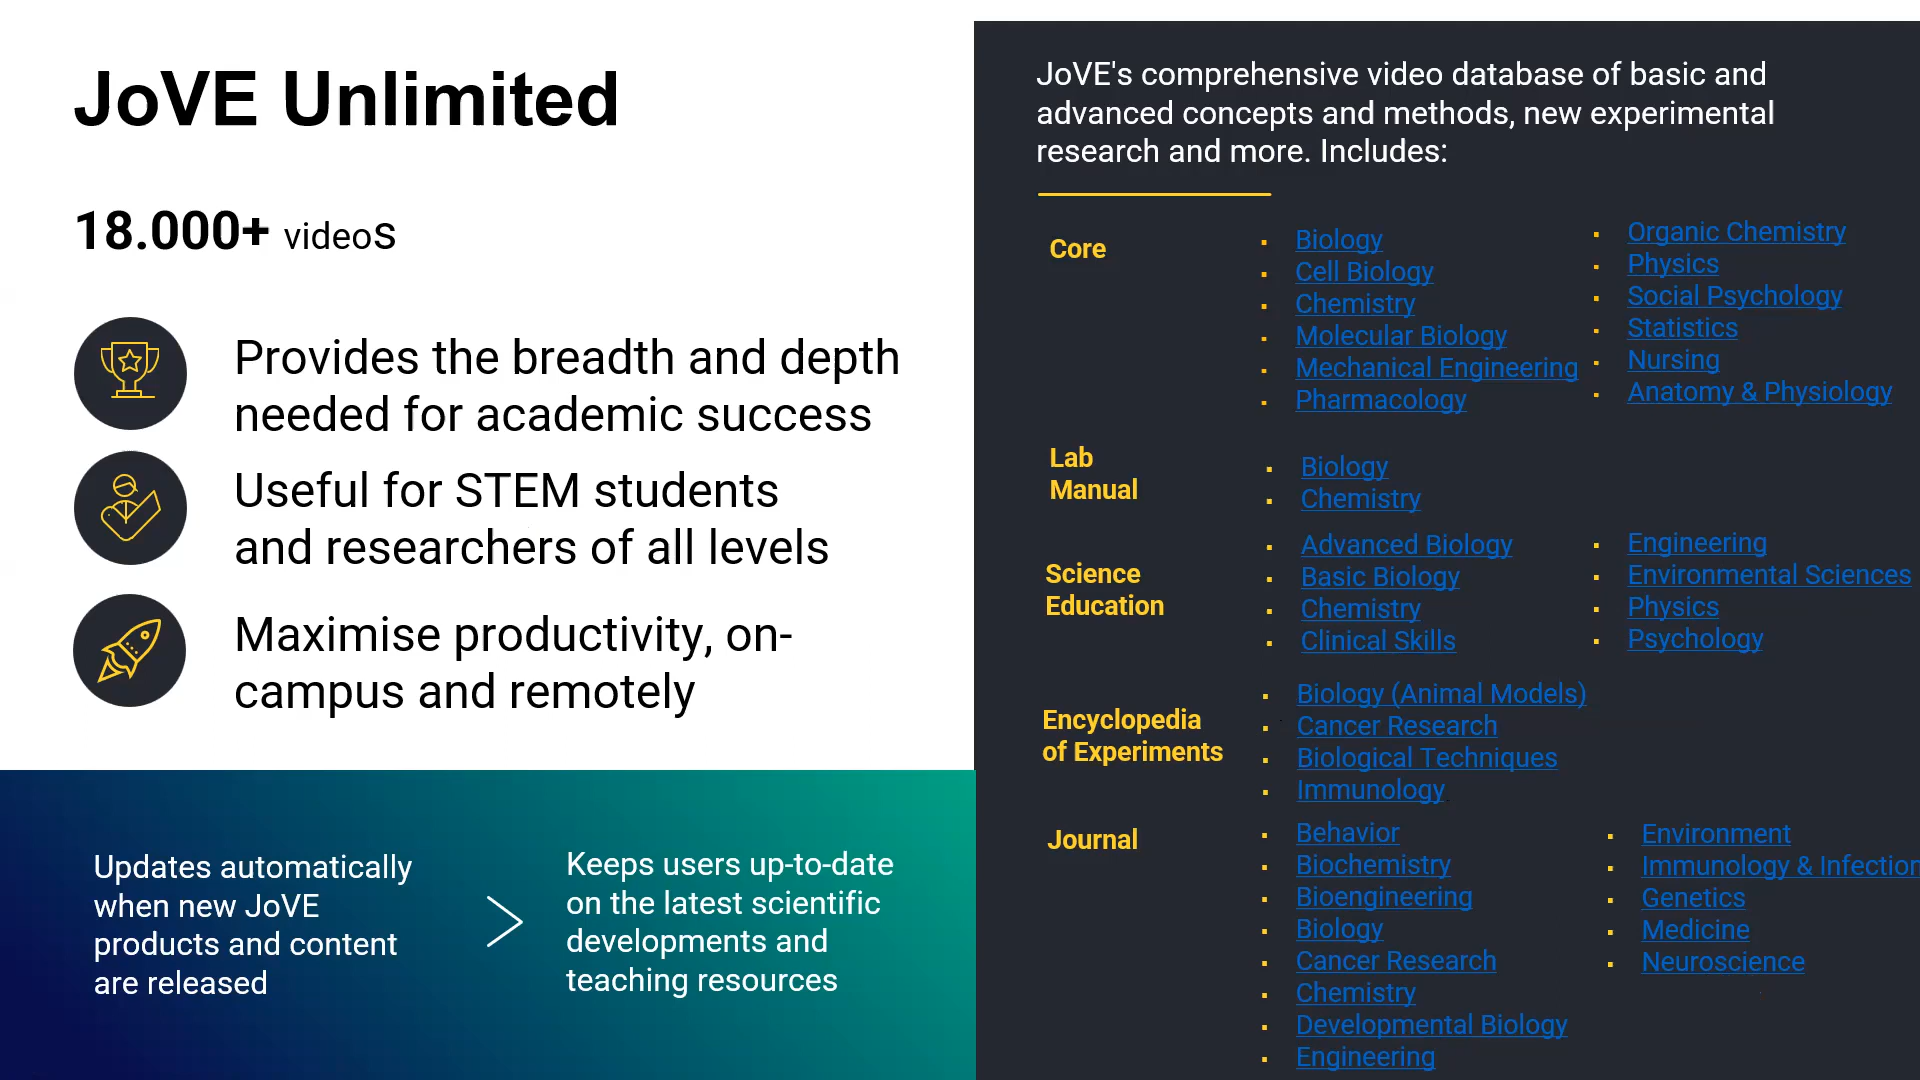 JoVE Unlimited
18.000+ videos
Provides the breadth and depth
needed for academic success
Useful for STEM students
and researchers of all levels
Maximise productivity, on-
campus and remotely
Updates automatically
when new JoVE
products and content
are released
Keeps users up-to-date
on the latest scientific
developments and
teaching resources
JoVE's comprehensive video database of basic and
advanced concepts and methods, new experimental
research and more. Includes:
Core
Biology
Cell Biology
Chemistry
Molecular Biology
Mechanical Engineering
Pharmacology
Organic Chemistry
Physics
Social Psychology
Statistics
Nursing
Anatomy & Physiology
Lab
Manual
Biology
Chemistry
Science
Education
Advanced Biology
Basic Biology
Chemistry
Clinical Skills
Engineering
Environmental Sciences
Physics
Psychology
Encyclopedia
of Experiments
Biology (Animal Models)
Cancer Research
Biological Techniques
Immunology
Journal
Behavior
Biochemistry
Bioengineering
Biology
Cancer Research
Chemistry
Developmental Biology
Engineering
Environment
Immunology & Infection
Genetics
Medicine
Neuroscience